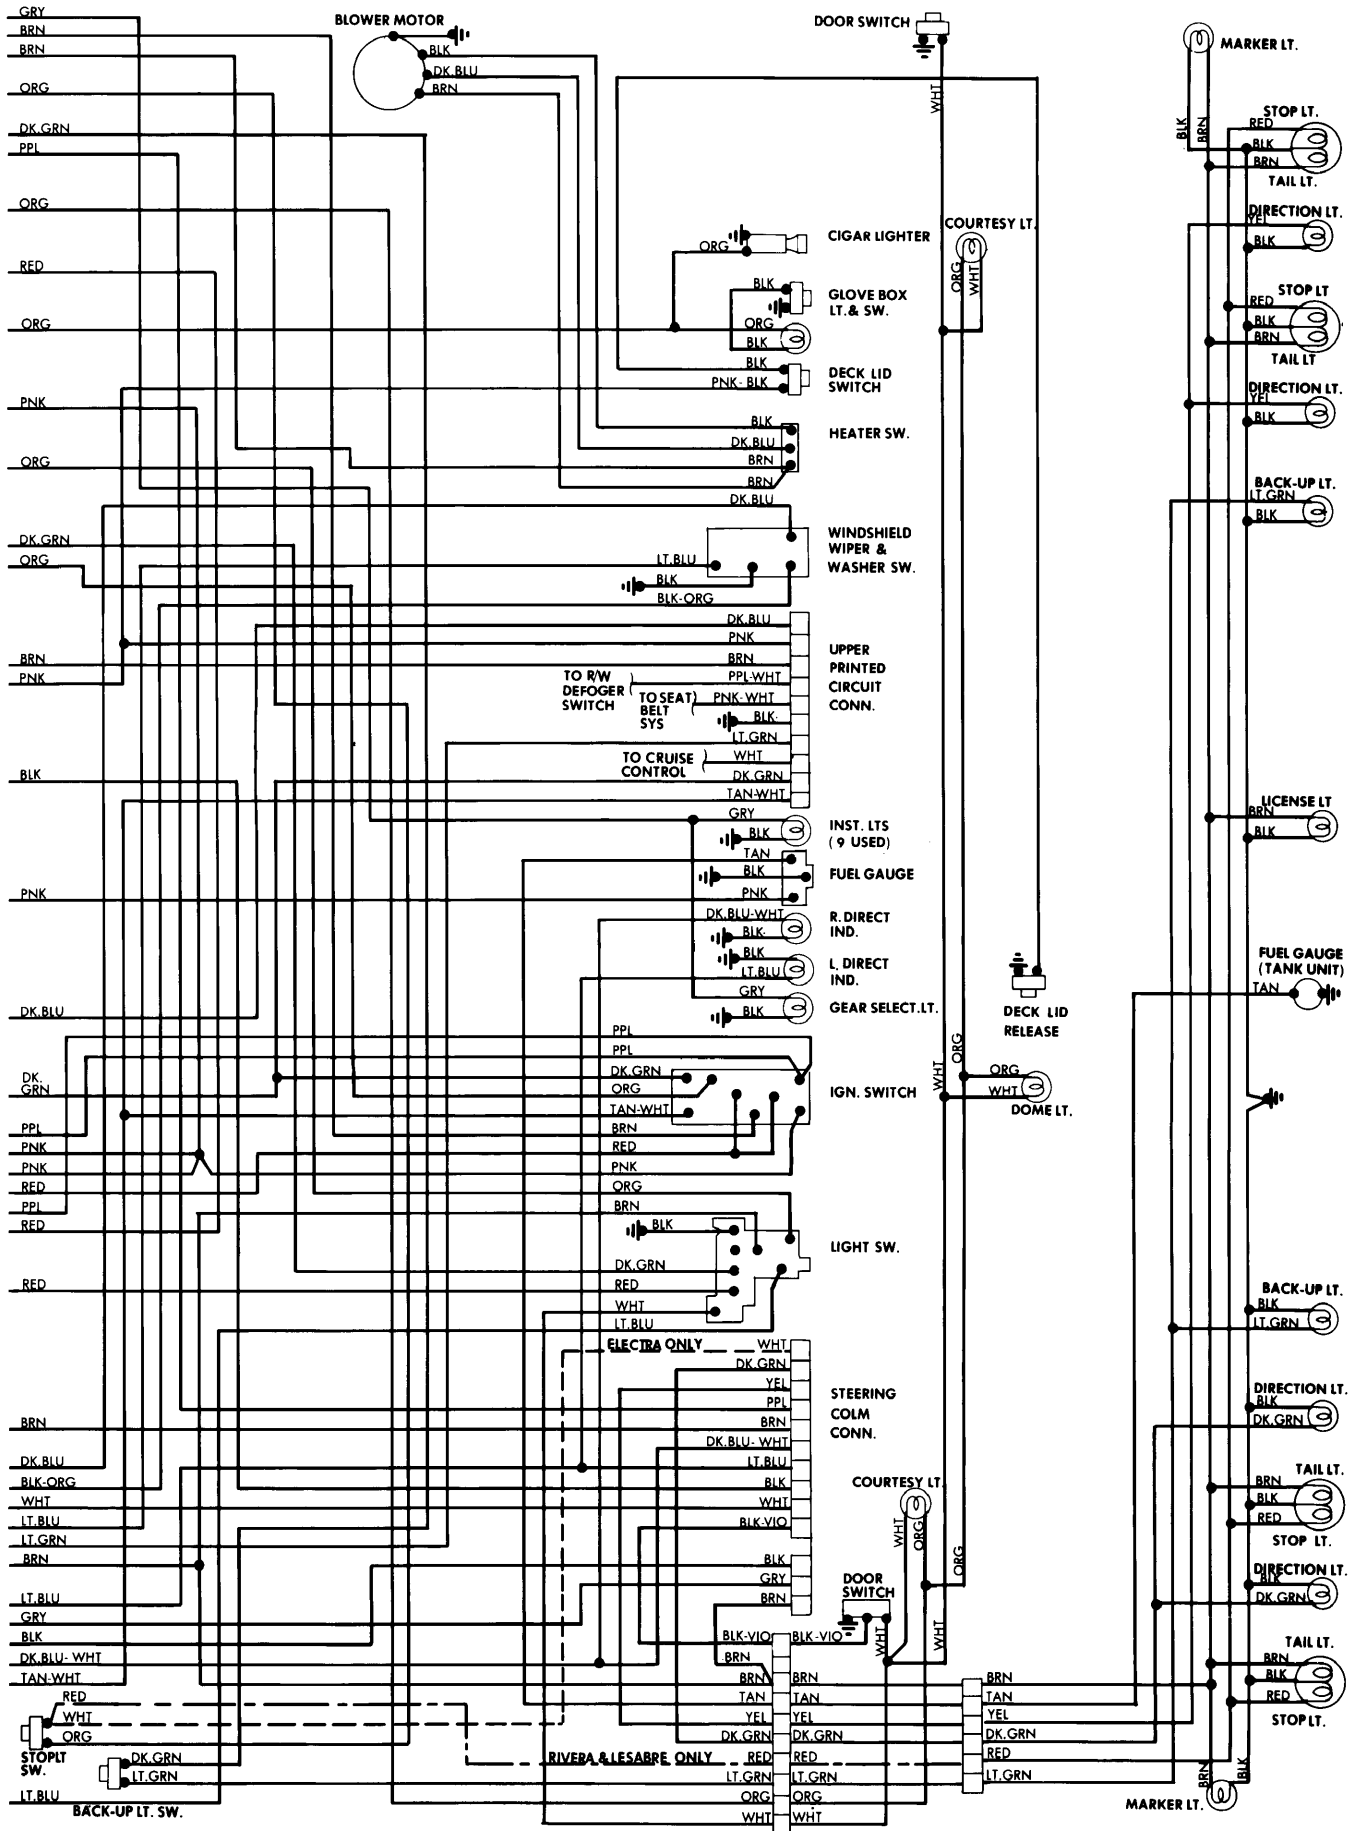 GRY
BRN
BRN
ORG
DK.GRN
PPL
ORG
RED
ORG
PNK
ORG
DK.GRN
ORG
BRN
PNK
BLK
PNK
DK.BLU
DK.
GRN
PPL
PNK
PNK
RED
PPL
RED
RED
BRN
DK.BLU
BLK-ORG
WHT
LT.BLU
LT.GRN
BRN
LT.BLU
GRY
BLK
DK.BLU- WHT
TAN-WHT
RED
WHT
ORG
STOPLT
SW.
DK.GRN
LT.GRN
LT.BLU
BACK-UP LT. SW.
BLOWER MOTOR
BLK
DK.BLU
BRN
DOOR SWITCH
WHT
ORG
CIGAR LIGHTER
BLK
GLOVE BOX
LT.& SW.
ORG
BLK
BLK
PNK- BLK
DECK LID
SWITCH
BLK
DK.BLU
BRN
BRN
HEATER SW.
DK.BLU
LT.BLU
BLK
BLK-ORG
WINDSHIELD
WIPER &
WASHER SW.
DK.BLU
PNK
BRN
PPL-WHT
PNK-WHT
BLK
LT.GRN
WHT
DK.GRN
TAN-WHT
TO R/W
DEFOGER
SWITCH
TO SEAT
BELT
SYS
TO CRUISE
CONTROL
UPPER
PRINTED
CIRCUIT
CONN.
GRY
BLK
INST. LTS
( 9 USED)
TAN
BLK
PNK
FUEL GAUGE
DK.BLU-WHT
BLK
R. DIRECT
IND.
BLK
LT.BLU
L. DIRECT
IND.
GRY
BLK
GEAR SELECT.LT.
PPL
PPL
DK.GRN
ORG
TAN-WHT
BRN
RED
PNK
IGN. SWITCH
ORG
BRN
BLK
DK.GRN
RED
WHT
LT.BLU
LIGHT SW.
ELECTRA ONLY
WHT
DK.GRN
YEL
PPL
BRN
DK.BLU- WHT
LT.BLU
BLK
WHT
BLK-VIO
BLK
GRY
BRN
STEERING
COLM
CONN.
COURTESY LT.
ORG
WHT
DECK LID
RELEASE
ORG
WHT
ORG
WHT
DOME LT.
COURTESY LT.
WHT
ORG
ORG
DOOR
SWITCH
WHT
WHT
BLK-VIO
BLK-VIO
BRN
BRN
BRN
BRN
TAN
TAN
TAN
YEL
YEL
YEL
DK.GRN
DK.GRN
DK.GRN
RIVERA & LESABRE ONLY
RED
RED
RED
LT.GRN
LT.GRN
LT.GRN
ORG
ORG
WHT
WHT
MARKER LT.
BLK
BRN
STOP LT.
RED
BLK
BRN
TAIL LT.
DIRECTION LT.
YEL
BLK
STOP LT
RED
BLK
BRN
TAIL LT
DIRECTION LT.
YEL
BLK
BACK-UP LT.
LT.GRN
BLK
LICENSE LT
BRN
BLK
FUEL GAUGE
(TANK UNIT)
TAN
BACK-UP LT.
BLK
LT.GRN
DIRECTION LT.
BLK
DK.GRN
TAIL LT.
BRN
BLK
RED
STOP LT.
DIRECTION LT.
BLK
DK.GRN
TAIL LT.
BRN
BLK
RED
STOP LT.
BRN
BLK
MARKER LT.